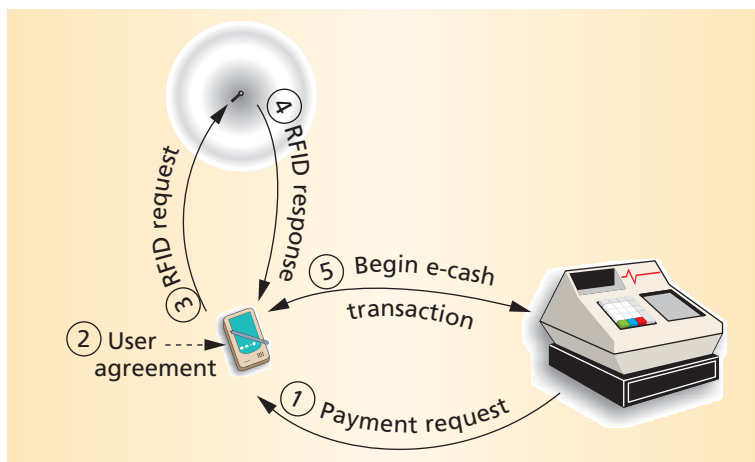 4 RFID response
3 RFID request
5 Begin e-cash
transaction
2 User
agreement
1 Payment request